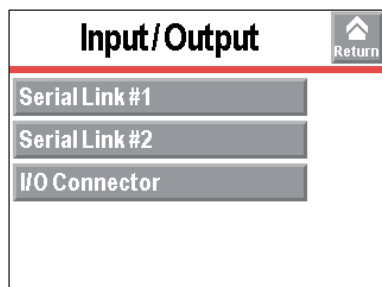 Input/Output
Return
Serial Link #1
Serial Link #2
I/O Connector